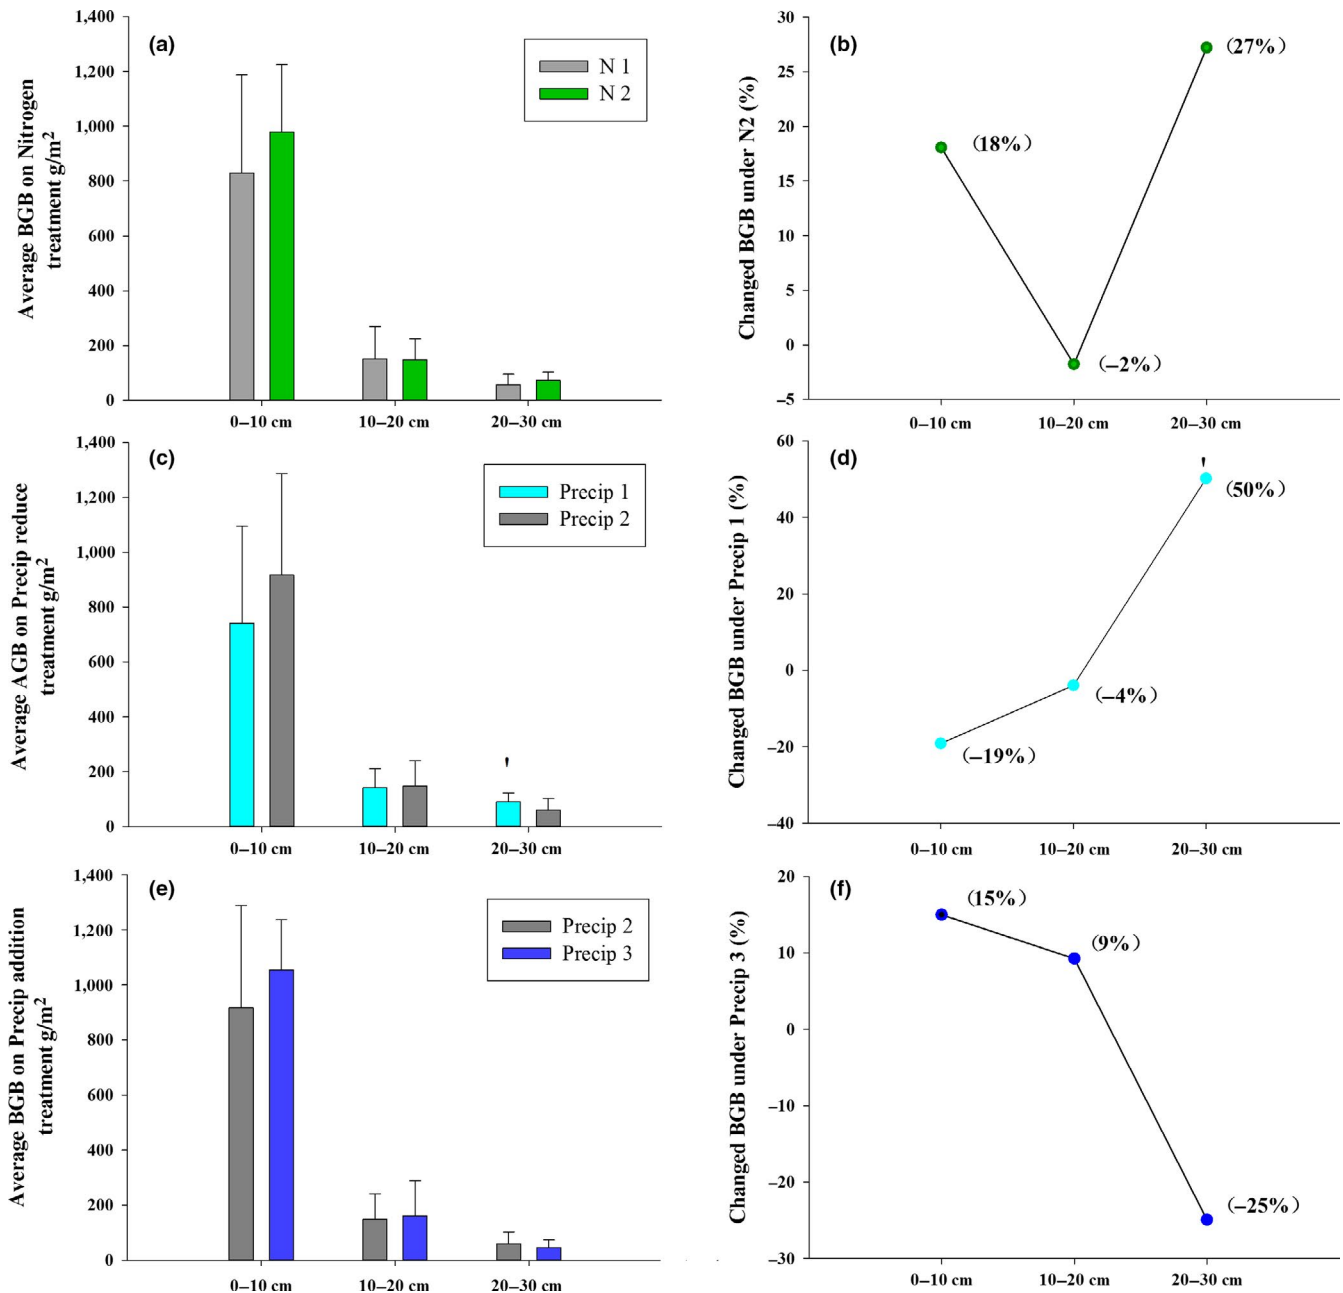 (a)
1,400
1,200
1,000
800
600
400
200
0
Average BGB on Nitrogen
treatment g/m²
N 1
N 2
0–10 cm
10–20 cm
20–30 cm
(b)
30
25
20
15
10
5
0
–5
Changed BGB under N2 (%)
(18%)
(–2%)
(27%)
0–10 cm
10–20 cm
20–30 cm
(c)
1,400
1,200
1,000
800
600
400
200
0
Average AGB on Precip reduce
treatment g/m²
Precip 1
Precip 2
'
0–10 cm
10–20 cm
20–30 cm
(d)
60
40
20
0
–20
–40
Changed BGB under Precip 1 (%)
(–19%)
(–4%)
'
(50%)
0–10 cm
10–20 cm
20–30 cm
(e)
1,400
1,200
1,000
800
600
400
200
0
Average BGB on Precip addition
treatment g/m²
Precip 2
Precip 3
0–10 cm
10–20 cm
20–30 cm
(f)
20
10
0
–10
–20
–30
Changed BGB under Precip 3 (%)
(15%)
(9%)
(–25%)
0–10 cm
10–20 cm
20–30 cm